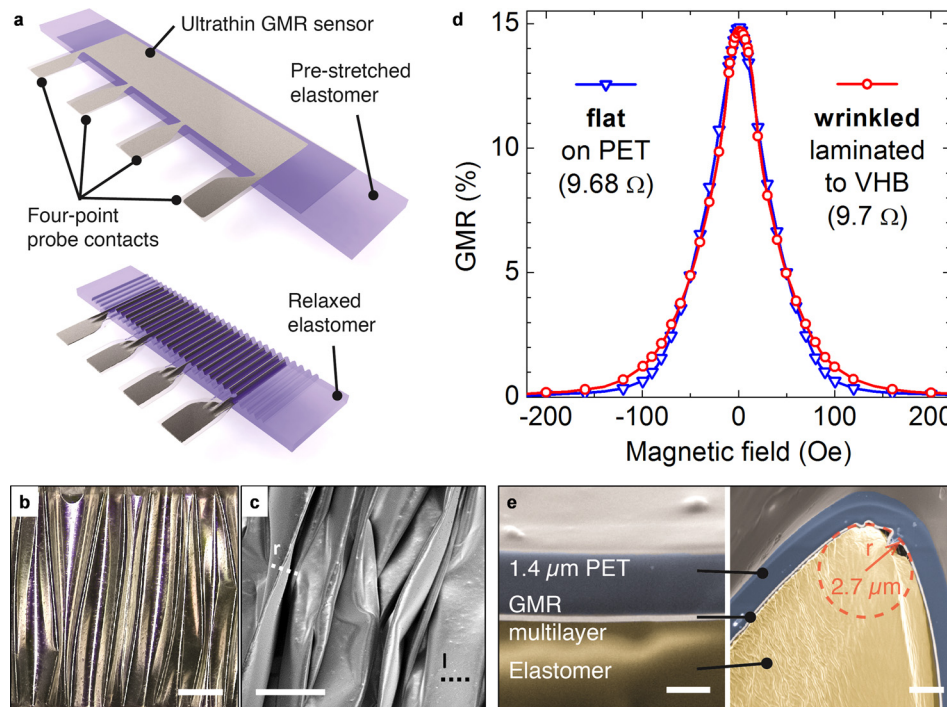 a
Ultrathin GMR sensor
Pre-stretched
elastomer
Four-point
probe contacts
Relaxed
elastomer
d
15
10
5
0
GMR (%)
flat
on PET
(9.68 Ω)
wrinkled
laminated
to VHB
(9.7 Ω)
-200
-100
0
100
200
Magnetic field (Oe)
b
c
r
l
e
1.4 µm PET
GMR
multilayer
Elastomer
r
2.7 µm